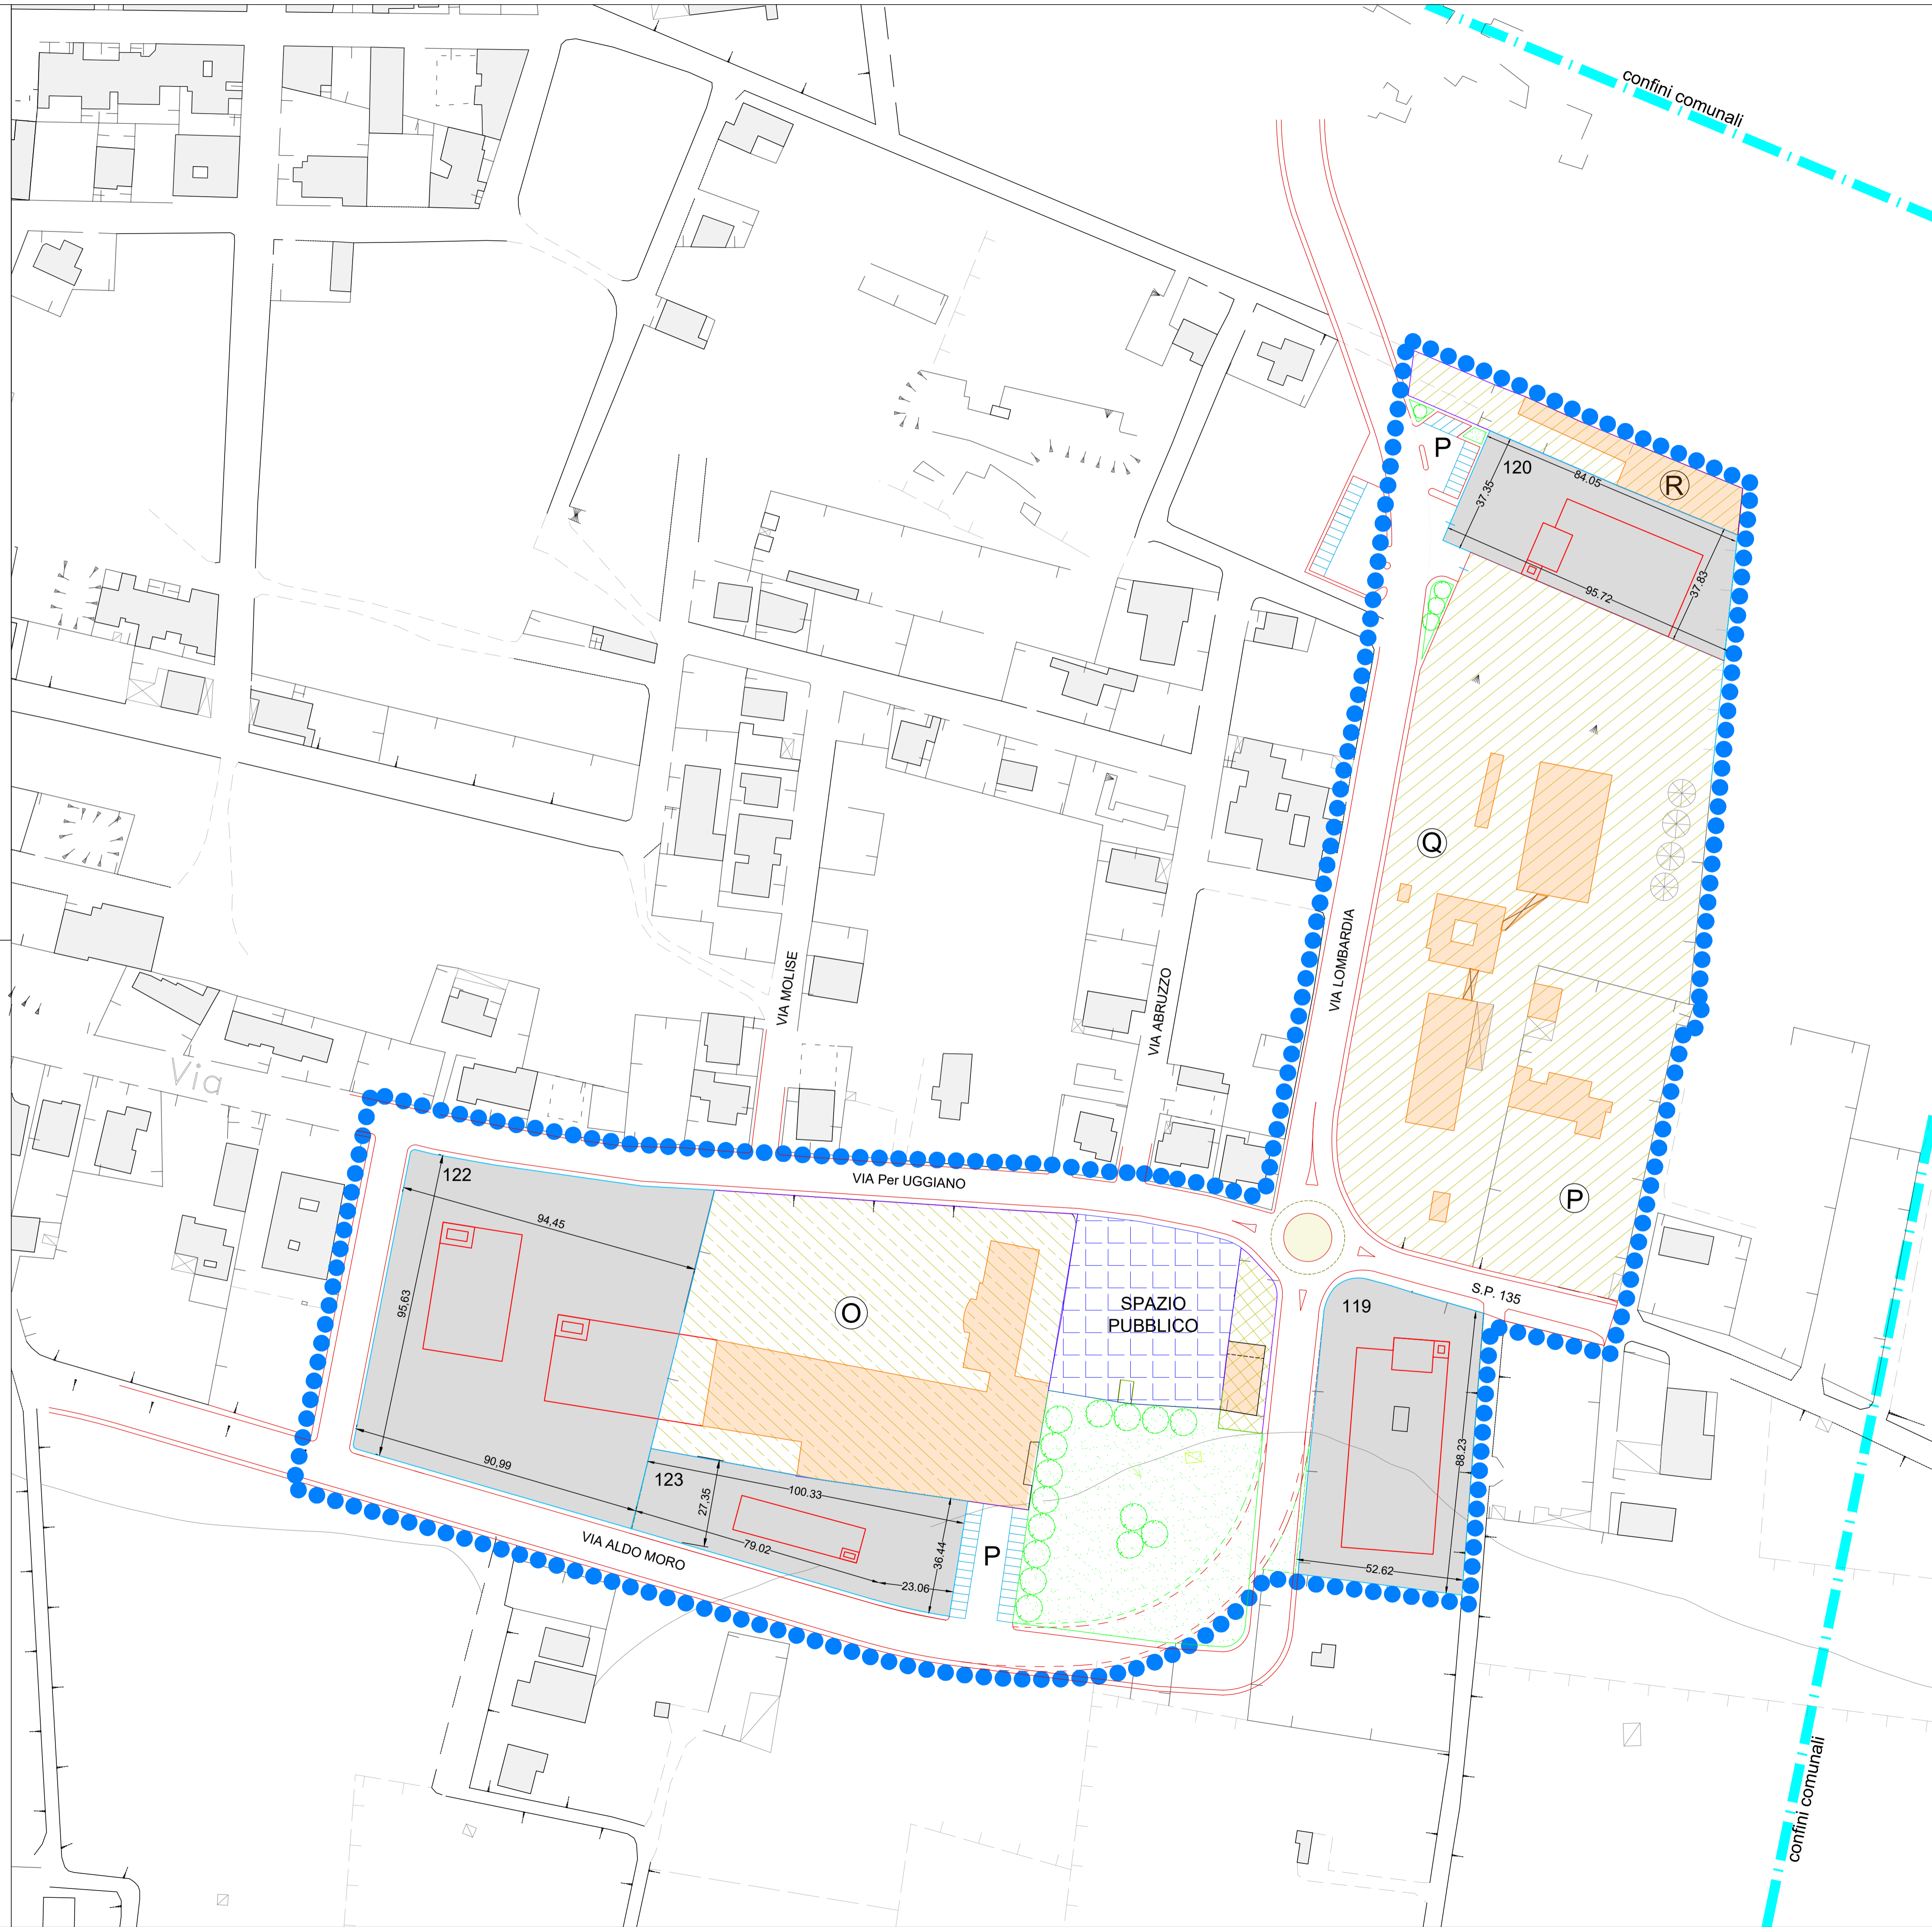 confini comunali
P
120
84.05
R
37.35
37.83
95.72
Q
VIA LOMBARDIA
VIA MOLISE
VIA ABRUZZO
Via
122
VIA Per UGGIANO
P
94,45
S.P. 135
95,63
O
SPAZIO
PUBBLICO
119
88.23
90,99
123
100.33
27,35
79.02
36.44
23.06
P
VIA ALDO MORO
52.62
confini comunali